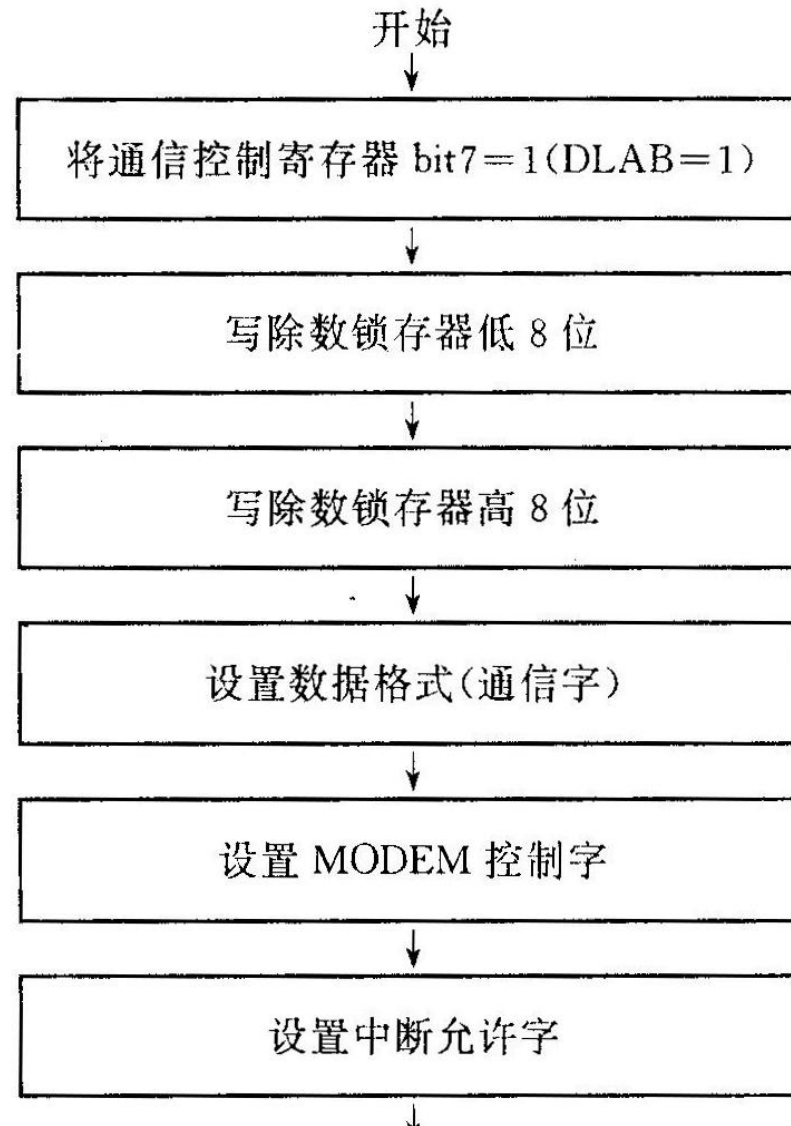 开始
将通信控制寄存器 bit7=1(DLAB=1)
写除数锁存器低 8 位
写除数锁存器高 8 位
设置数据格式(通信字)
设置 MODEM 控制字
设置中断允许字